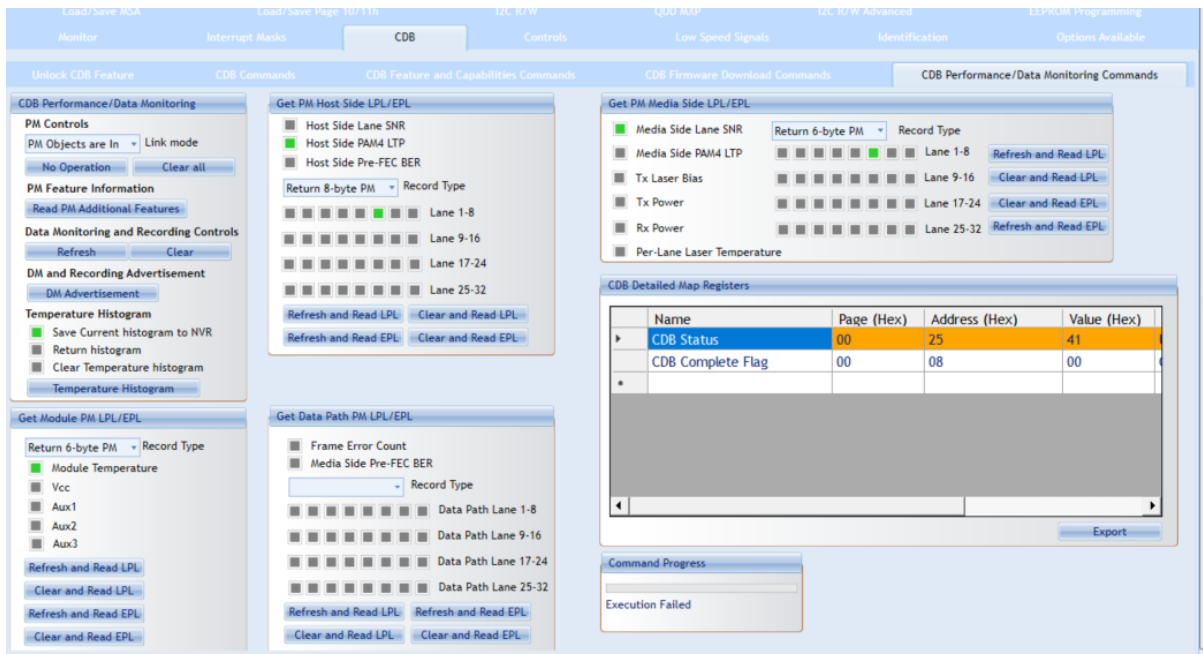 Load/Save MSA Load/Save Page 10/11h I2C R/W QDD MXP I2C R/W Advanced EEPROM Programming
Monitor Interrupt Masks CDB Controls Low Speed Signals Identification Options Available
Unlock CDB Feature CDB Commands CDB Feature and Capabilities Commands CDB Firmware Download Commands CDB Performance/Data Monitoring Commands
CDB Performance/Data Monitoring
PM Controls
PM Objects are In Link mode
No Operation Clear all
PM Feature Information
Read PM Additional Features
Data Monitoring and Recording Controls
Refresh Clear
DM and Recording Advertisement
DM Advertisement
Temperature Histogram
Save Current histogram to NVR
Return histogram
Clear Temperature histogram
Temperature Histogram
Get Module PM LPL/EPL
Return 6-byte PM Record Type
Module Temperature
Vcc
Aux1
Aux2
Aux3
Refresh and Read LPL
Clear and Read LPL
Refresh and Read EPL
Clear and Read EPL
Get PM Host Side LPL/EPL
Host Side Lane SNR
Host Side PAM4 LTP
Host Side Pre-FEC BER
Return 8-byte PM Record Type
Lane 1-8
Lane 9-16
Lane 17-24
Lane 25-32
Refresh and Read LPL Clear and Read LPL
Refresh and Read EPL Clear and Read EPL
Get Data Path PM LPL/EPL
Frame Error Count
Media Side Pre-FEC BER
Record Type
Data Path Lane 1-8
Data Path Lane 9-16
Data Path Lane 17-24
Data Path Lane 25-32
Refresh and Read LPL Refresh and Read EPL
Clear and Read LPL Clear and Read EPL
Get PM Media Side LPL/EPL
Media Side Lane SNR Return 6-byte PM Record Type
Media Side PAM4 LTP Lane 1-8 Refresh and Read LPL
Tx Laser Bias Lane 9-16 Clear and Read LPL
Tx Power Lane 17-24 Clear and Read EPL
Rx Power Lane 25-32 Refresh and Read EPL
Per-Lane Laser Temperature
CDB Detailed Map Registers
Name Page (Hex) Address (Hex) Value (Hex)
CDB Status 00 25 41
CDB Complete Flag 00 08 00
Export
Command Progress
Execution Failed